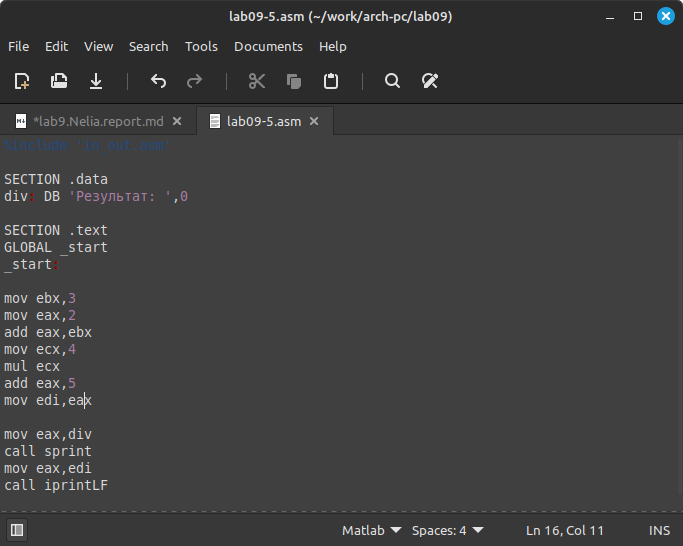 lab09-5.asm (~/work/arch-pc/lab09)
File Edit View Search Tools Documents Help
*lab9.Nelia.report.md lab09-5.asm
%include 'in_out.asm'
SECTION .data
div: DB 'Результат: ',0
SECTION .text
GLOBAL _start
_start:
mov ebx,3
mov eax,2
add eax,ebx
mov ecx,4
mul ecx
add eax,5
mov edi,eax
mov eax,div
call sprint
mov eax,edi
call iprintLF
Matlab Spaces: 4 Ln 16, Col 11 INS